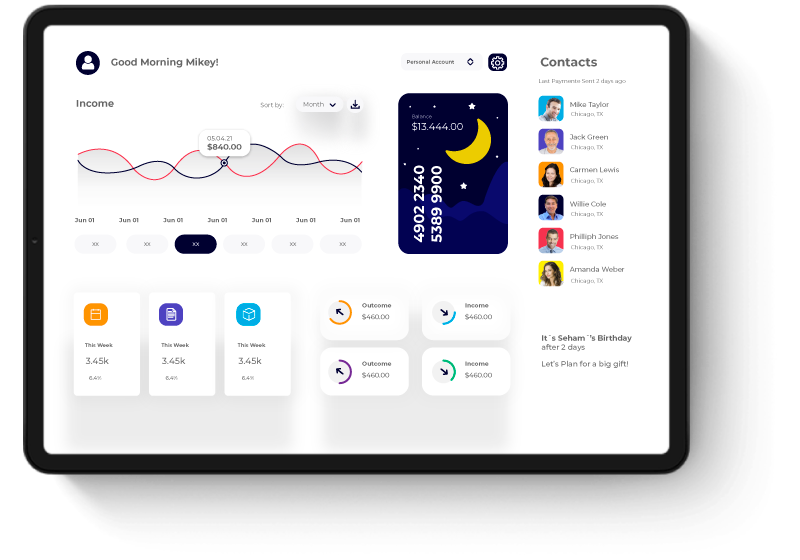 Good Morning Mikey!
Personal Account
Income
Sort by:
Month
05.04.21
$840.00
Jun 01
Jun 01
Jun 01
Jun 01
Jun 01
Jun 01
Jun 01
xx
xx
xx
xx
xx
xx
Balance
$13.444.00
4902 2340
5389 9900
This Week
3.45k
6.4%
This Week
3.45k
6.4%
This Week
3.45k
6.4%
Outcome
$460.00
Income
$460.00
Outcome
$460.00
Income
$460.00
Contacts
Last Paymente Sent 2 days ago
Mike Taylor
Chicago, TX
Jack Green
Chicago, TX
Carmen Lewis
Chicago, TX
Willie Cole
Chicago, TX
Philliph Jones
Chicago, TX
Amanda Weber
Chicago, TX
It´s Seham ´'s Birthday
after 2 days
Let's Plan for a big gift!